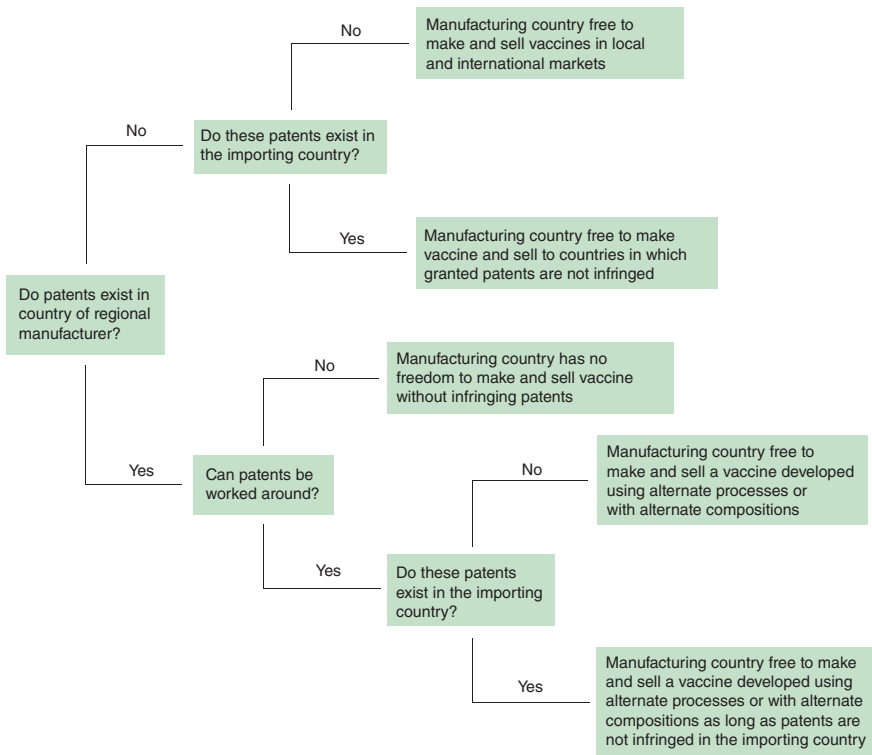 No
Manufacturing country free to
make and sell vaccines in local
and international markets
No
Do these patents exist in
the importing country?
Yes
Manufacturing country free to make
vaccine and sell to countries in which
granted patents are not infringed
Do patents exist in
country of regional
manufacturer?
No
Manufacturing country has no
freedom to make and sell vaccine
without infringing patents
Yes
Can patents be
worked around?
No
Manufacturing country free to
make and sell a vaccine developed
using alternate processes or
with alternate compositions
Yes
Do these patents
exist in the importing
country?
Yes
Manufacturing country free to make
and sell a vaccine developed using
alternate processes or with alternate
compositions as long as patents are
not infringed in the importing country